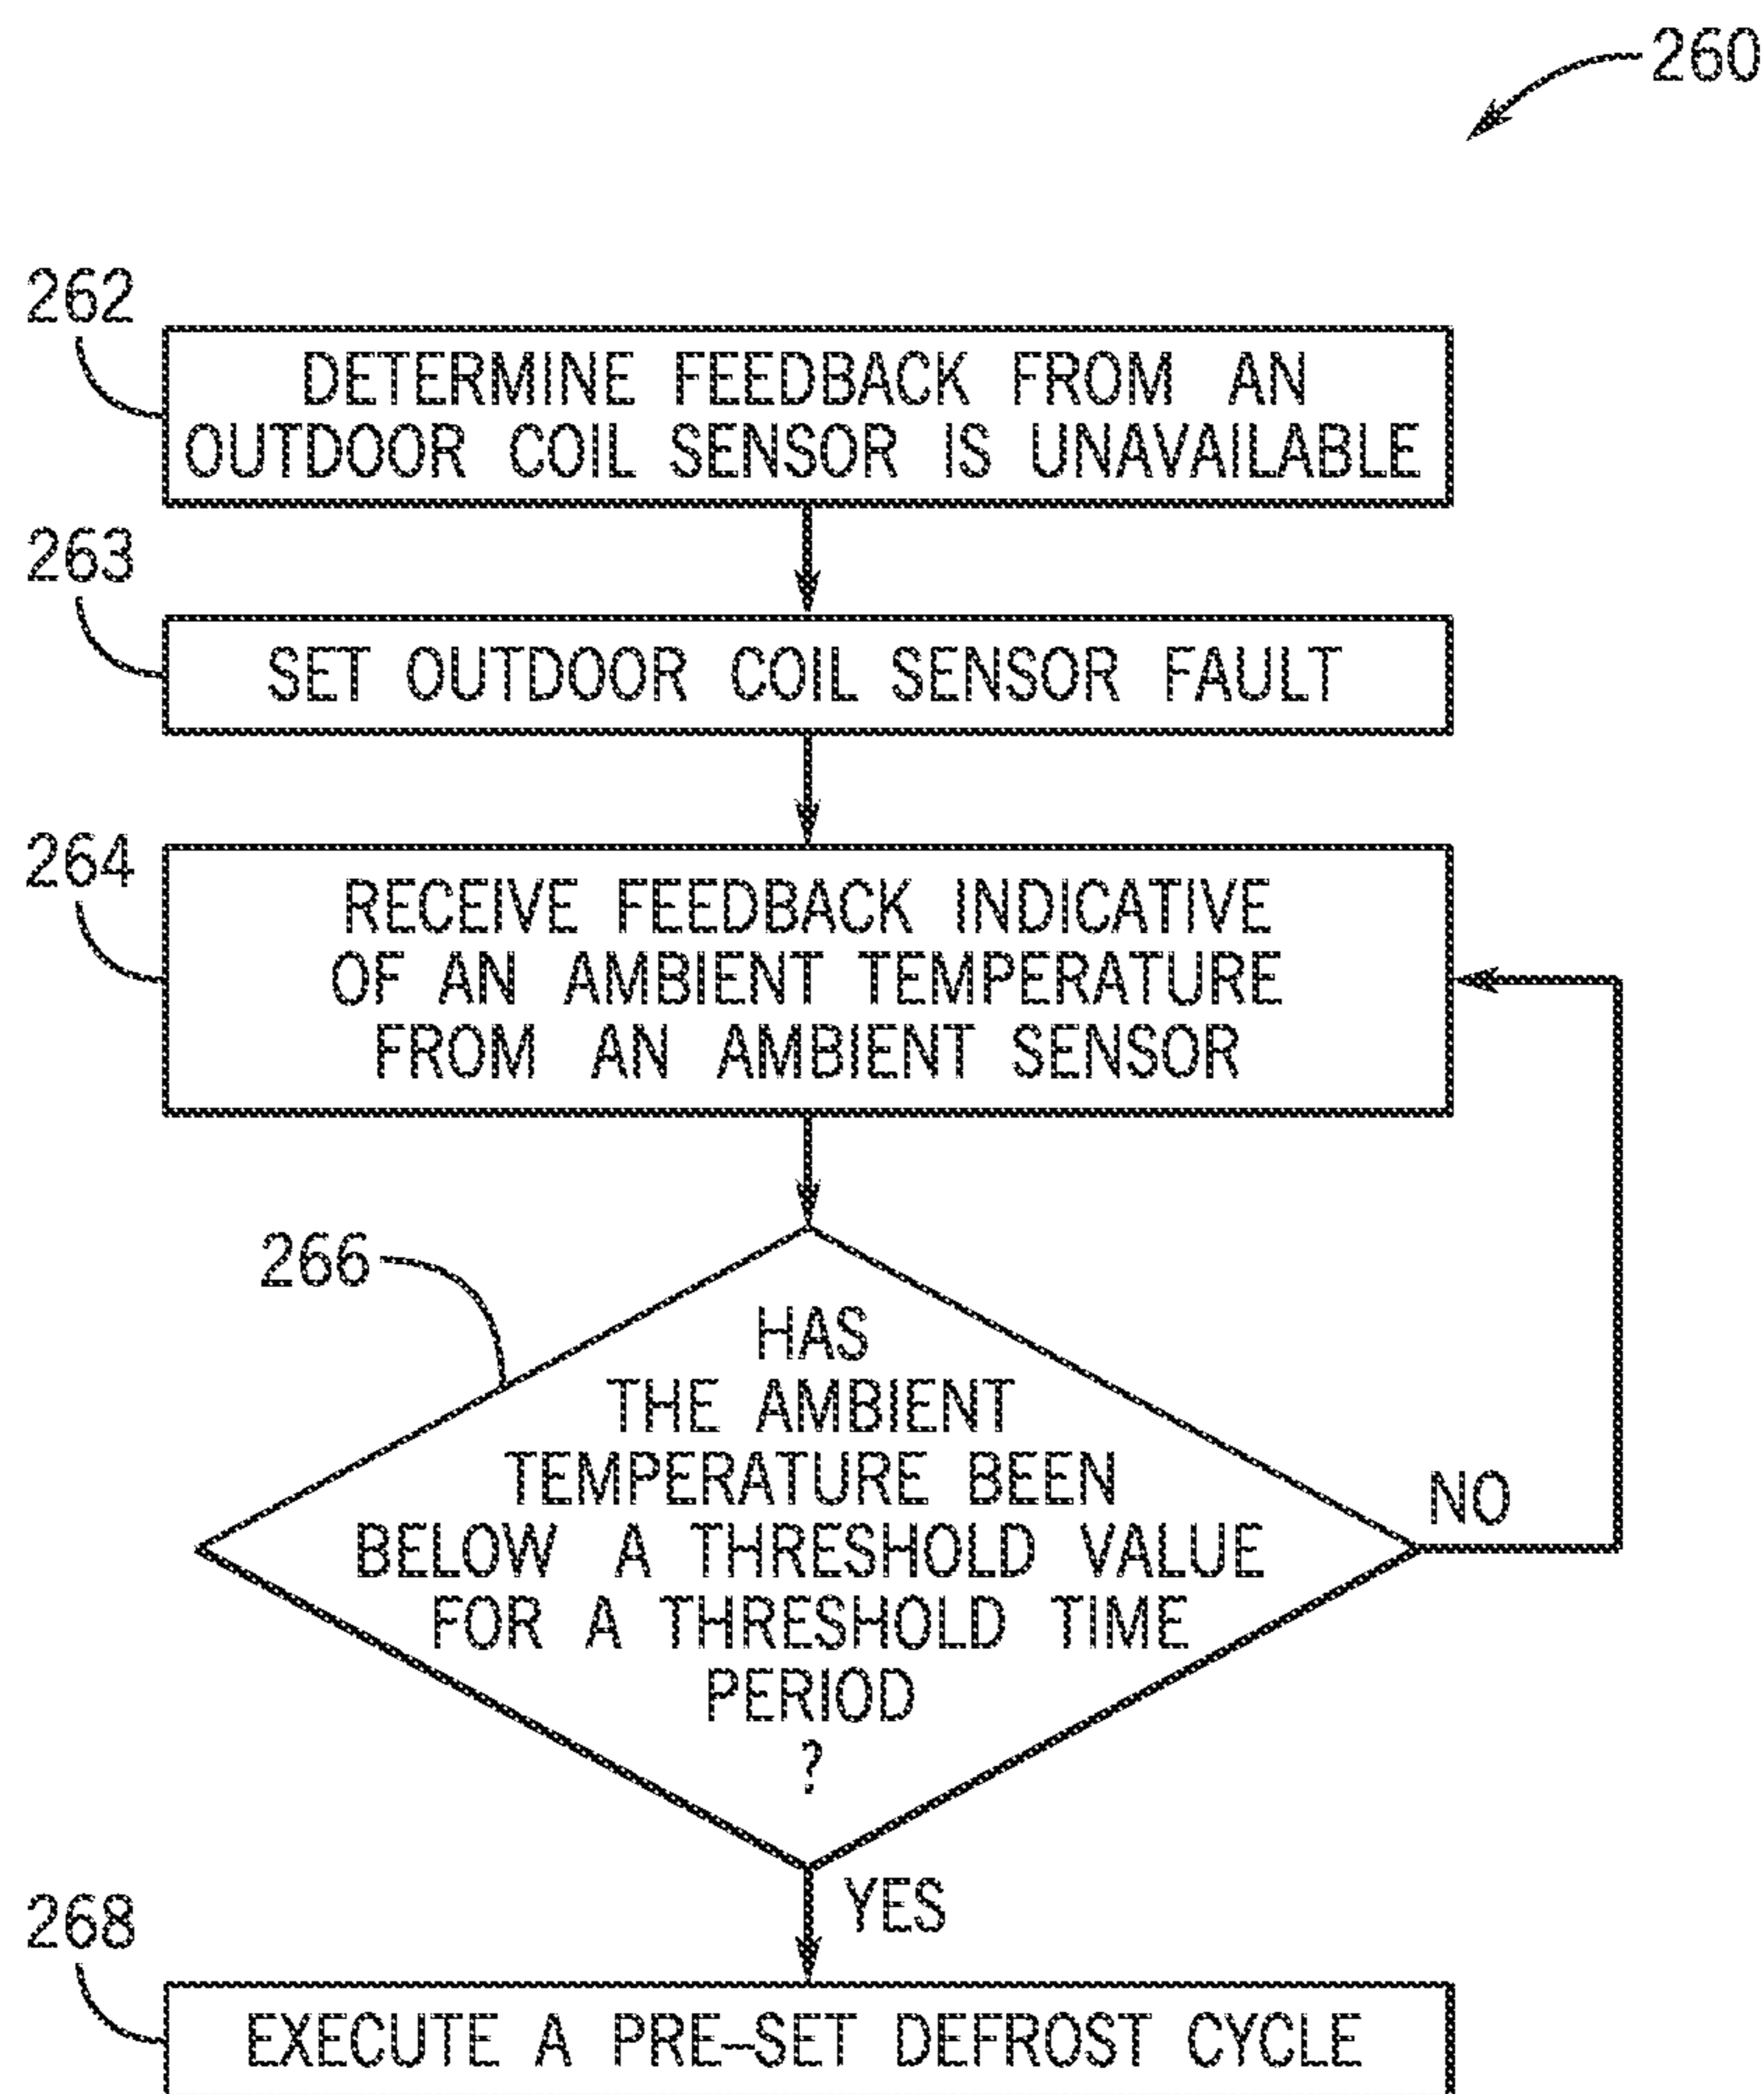 260
262
DETERMINE FEEDBACK FROM AN
OUTDOOR COIL SENSOR IS UNAVAILABLE
263
SET OUTDOOR COIL SENSOR FAULT
264
RECEIVE FEEDBACK INDICATIVE
OF AN AMBIENT TEMPERATURE
FROM AN AMBIENT SENSOR
266
HAS
THE AMBIENT
TEMPERATURE BEEN
BELOW A THRESHOLD VALUE
FOR A THRESHOLD TIME
PERIOD
?
NO
YES
268
EXECUTE A PRE-SET DEFROST CYCLE